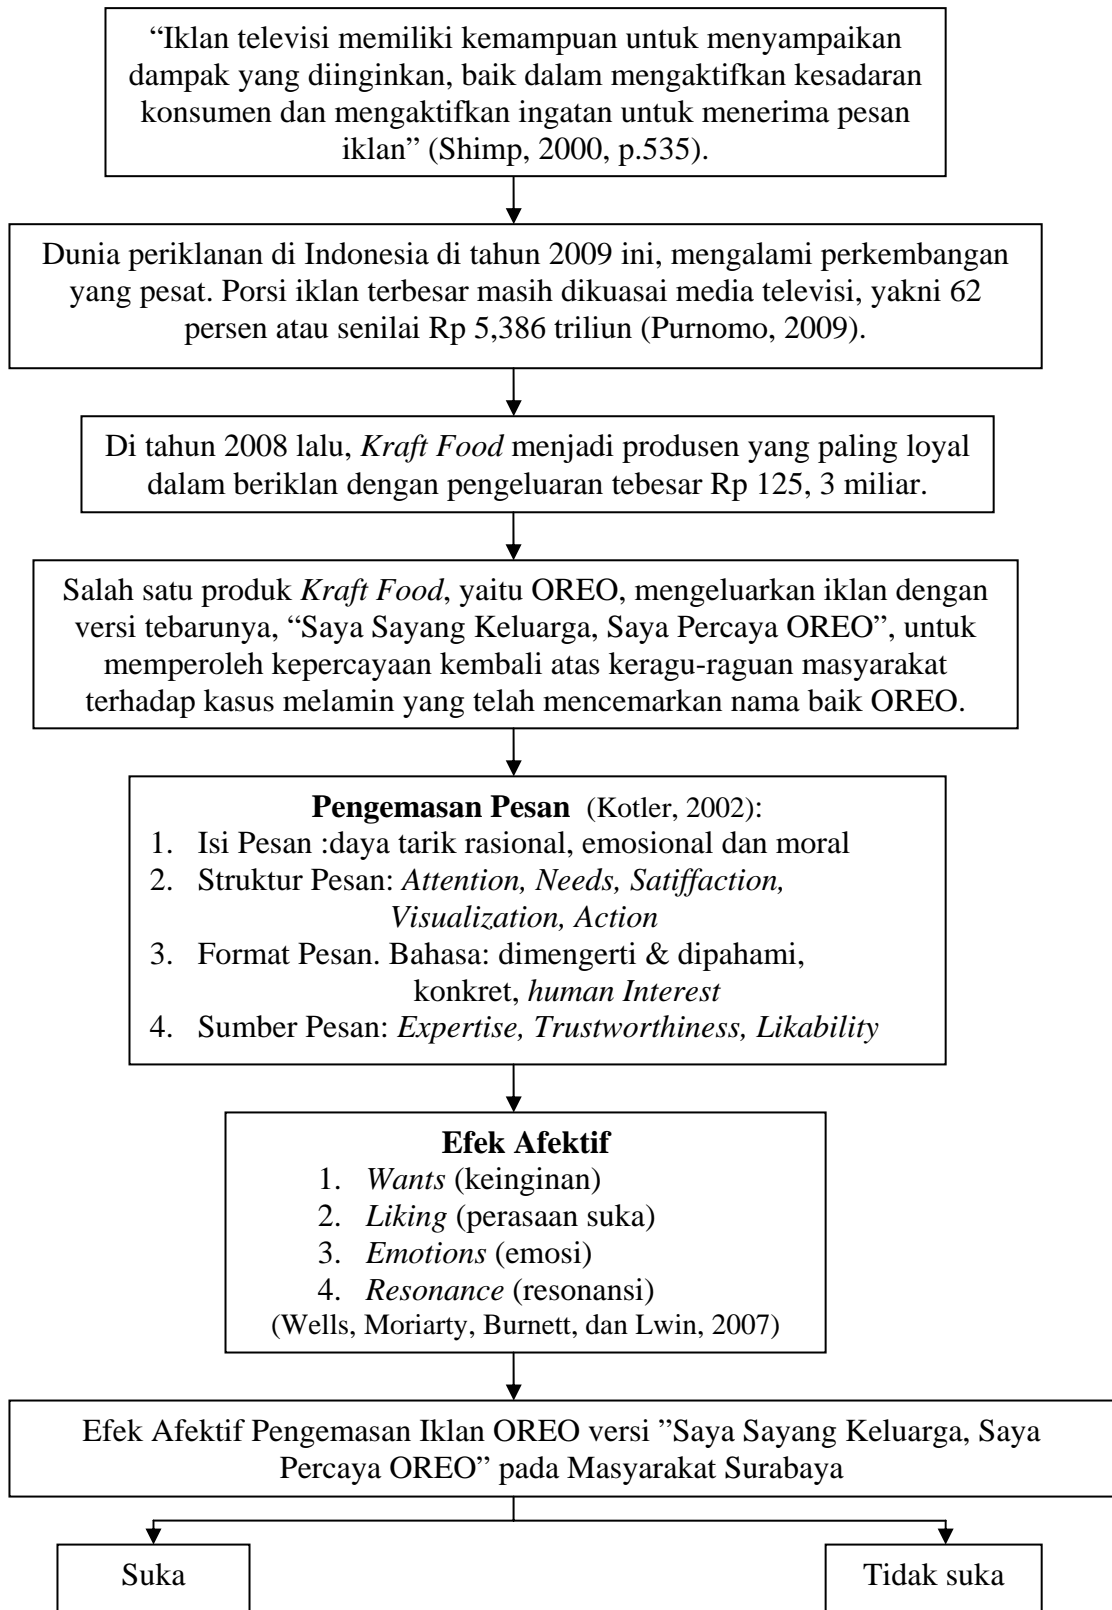 “Iklan televisi memiliki kemampuan untuk menyampaikan
dampak yang diinginkan, baik dalam mengaktifkan kesadaran
konsumen dan mengaktifkan ingatan untuk menerima pesan
iklan” (Shimp, 2000, p.535).
Dunia periklanan di Indonesia di tahun 2009 ini, mengalami perkembangan
yang pesat. Porsi iklan terbesar masih dikuasai media televisi, yakni 62
persen atau senilai Rp 5,386 triliun (Purnomo, 2009).
Di tahun 2008 lalu, Kraft Food menjadi produsen yang paling loyal
dalam beriklan dengan pengeluaran tebesar Rp 125, 3 miliar.
Salah satu produk Kraft Food, yaitu OREO, mengeluarkan iklan dengan
versi tebarunya, “Saya Sayang Keluarga, Saya Percaya OREO”, untuk
memperoleh kepercayaan kembali atas keragu-raguan masyarakat
terhadap kasus melamin yang telah mencemarkan nama baik OREO.
Pengemasan Pesan (Kotler, 2002):
1. Isi Pesan :daya tarik rasional, emosional dan moral
2. Struktur Pesan: Attention, Needs, Satiffaction,
Visualization, Action
3. Format Pesan. Bahasa: dimengerti & dipahami,
konkret, human Interest
4. Sumber Pesan: Expertise, Trustworthiness, Likability
Efek Afektif
1. Wants (keinginan)
2. Liking (perasaan suka)
3. Emotions (emosi)
4. Resonance (resonansi)
(Wells, Moriarty, Burnett, dan Lwin, 2007)
Efek Afektif Pengemasan Iklan OREO versi ”Saya Sayang Keluarga, Saya
Percaya OREO” pada Masyarakat Surabaya
Suka
Tidak suka